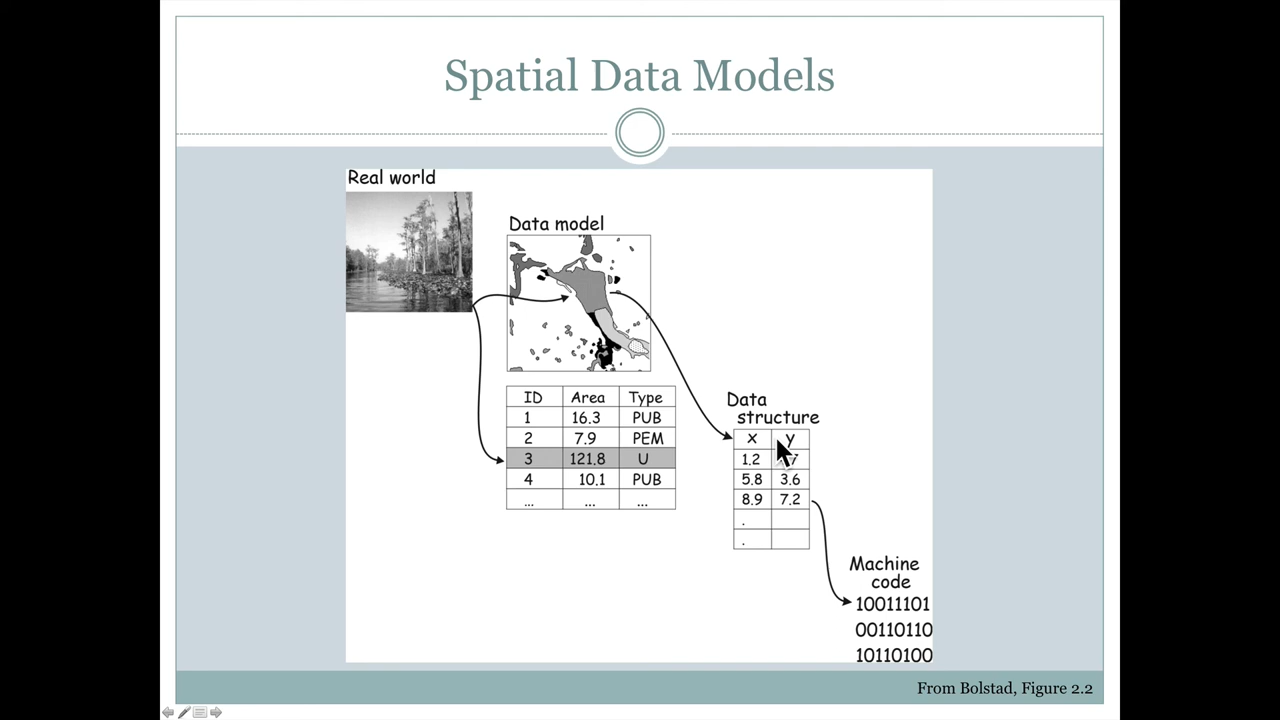 Spatial Data Models
Real world
Data model
ID Area Type
1 16.3 PUB
2 7.9 PEM
3 121.8 U
4 10.1 PUB
... ... ...
Data
structure
x y
1.2
5.8 3.6
8.9 7.2
.
.
Machine
code
10011101
00110110
10110100
From Bolstad, Figure 2.2